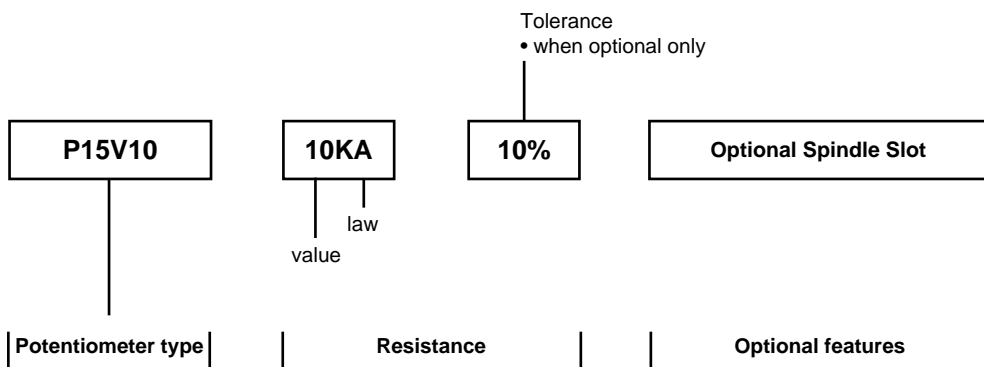 Tolerance
• when optional only
P15V10 10KA 10% Optional Spindle Slot
law
value
Potentiometer type Resistance Optional features